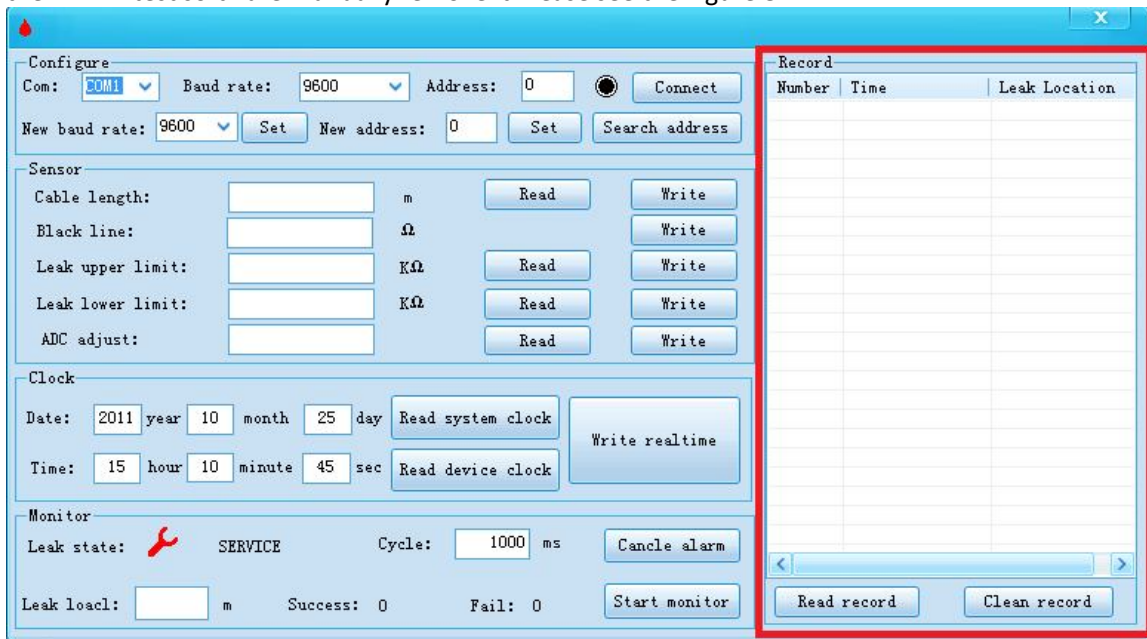 X
Configure
Com: COM1 Baud rate: 9600 Address: 0 Connect
New baud rate: 9600 Set New address: 0 Set Search address
Sensor
Cable length: m Read Write
Black line: Ω Write
Leak upper limit: KΩ Read Write
Leak lower limit: KΩ Read Write
ADC adjust: Read Write
Clock
Date: 2011 year 10 month 25 day Read system clock
Write realtime
Time: 15 hour 10 minute 45 sec Read device clock
Monitor
Leak state: SERVICE Cycle: 1000 ms Cancle alarm
Leak loacl: m Success: 0 Fail: 0 Start monitor
Record
Number Time Leak Location
Read record Clean record